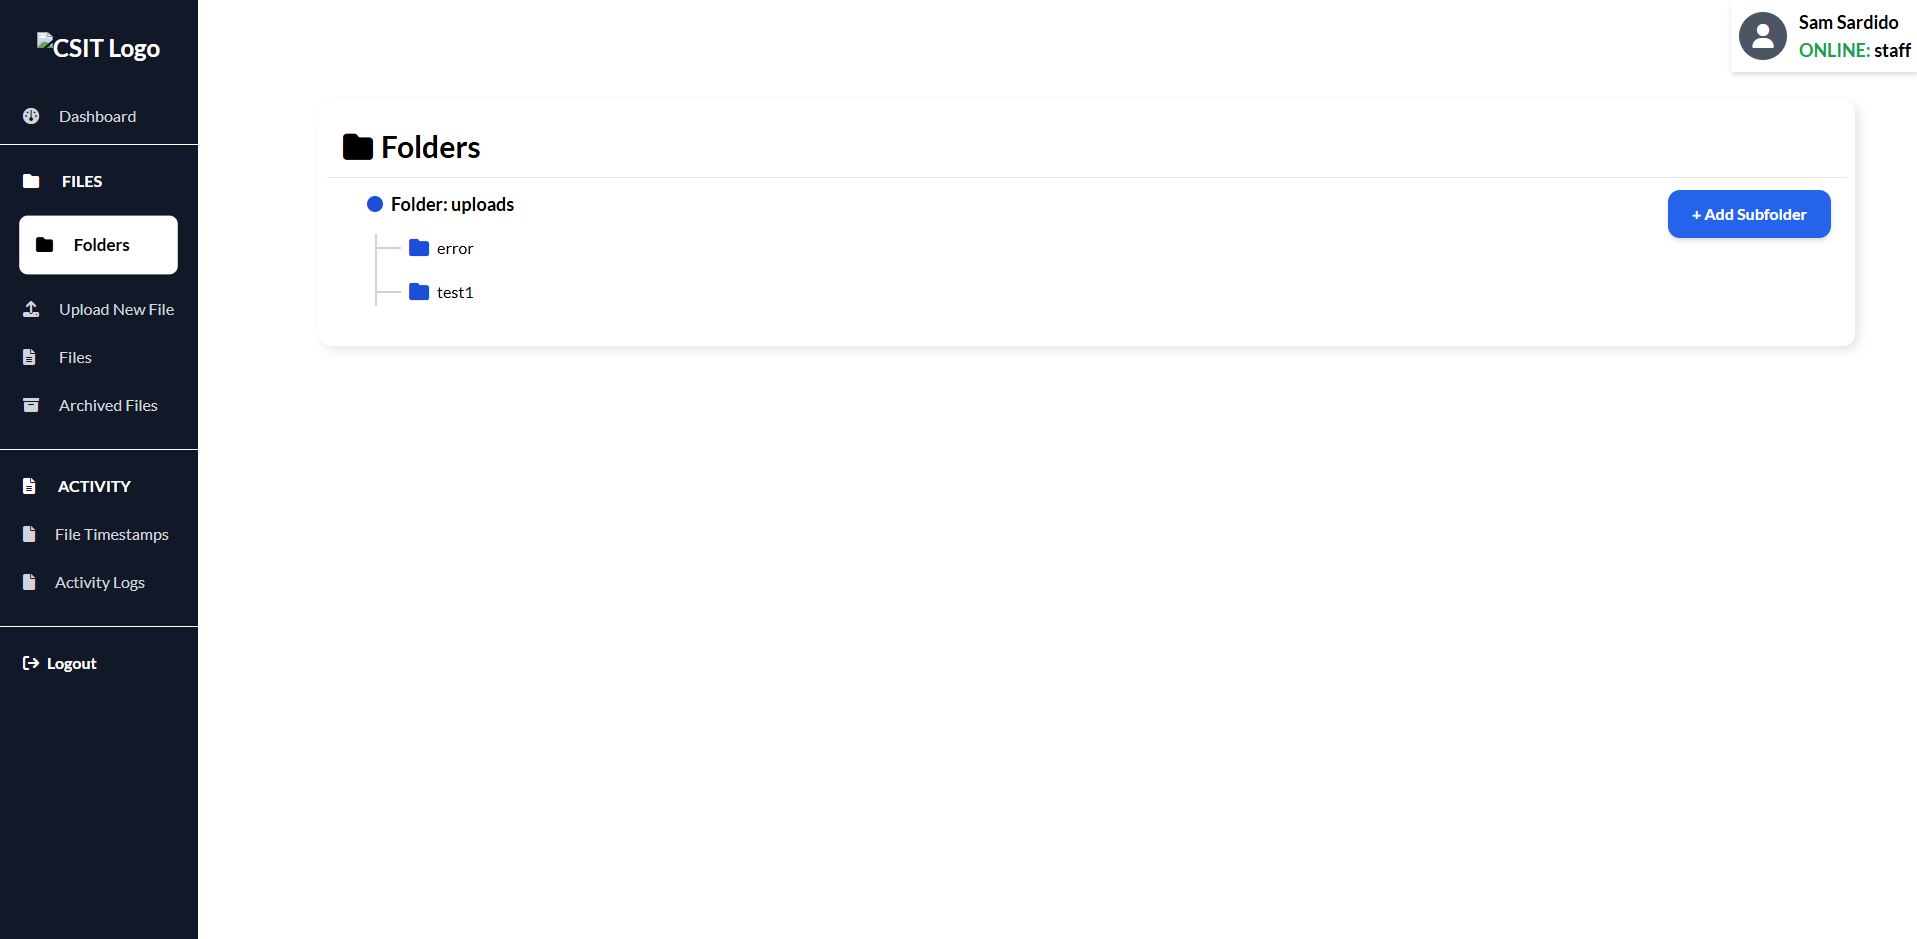 CSIT Logo
Dashboard
FILES
Folders
Upload New File
Files
Archived Files
ACTIVITY
File Timestamps
Activity Logs
Logout
Sam Sardido
ONLINE: staff
Folders
Folder: uploads
+ Add Subfolder
error
test1